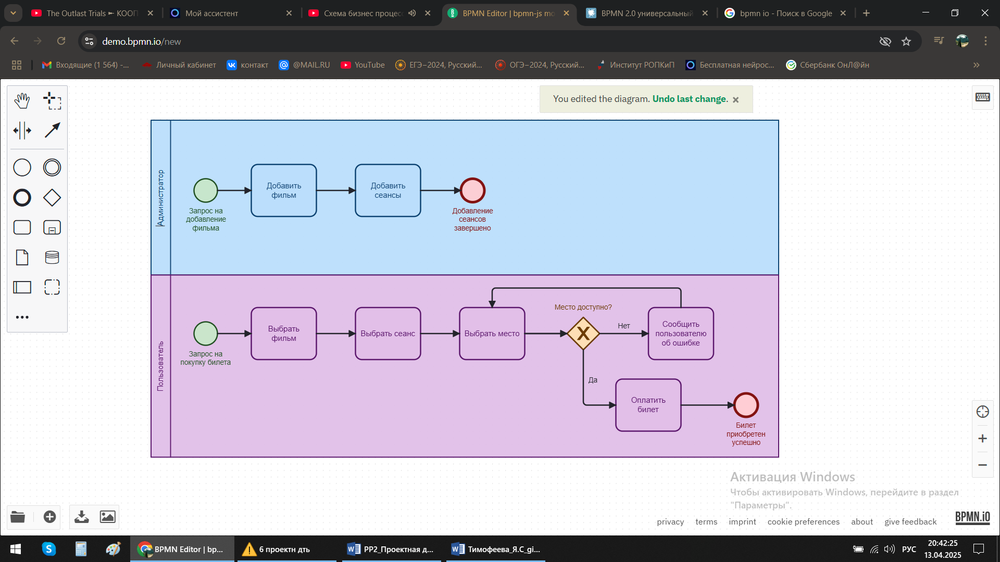 The Outlast Trials ➼ КООП
Мой ассистент
Схема бизнес процесс
BPMN Editor | bpmn-js mo
BPMN 2.0 универсальный
bpmn io - Поиск в Google
demo.bpmn.io/new
Входящие (1 564) -...
Личный кабинет
контакт
@MAIL.RU
YouTube
ЕГЭ–2024, Русский...
ОГЭ–2024, Русский...
Институт РОПКиП
Бесплатная нейрос...
Сбербанк ОнЛ@йн
You edited the diagram. Undo last change.
Администратор
Добавить
фильм
Добавить
сеансы
Запрос на
добавление
фильма
Добавление
сеансов
завершено
Пользователь
Место доступно?
Выбрать
фильм
Выбрать сеанс
Выбрать место
X
Нет
Сообщить
пользователю
об ошибке
Запрос на
покупку билета
Да
Оплатить
билет
Билет
приобретен
успешно
Активация Windows
Чтобы активировать Windows, перейдите в раздел
"Параметры".
privacy
terms
imprint
cookie preferences
about
give feedback
BPMN.iO
BPMN Editor | bp...
6 проектн дть
PP2_Проектная д...
Тимофеева_Я.С_gi...
РУС
20:42:25
13.04.2025